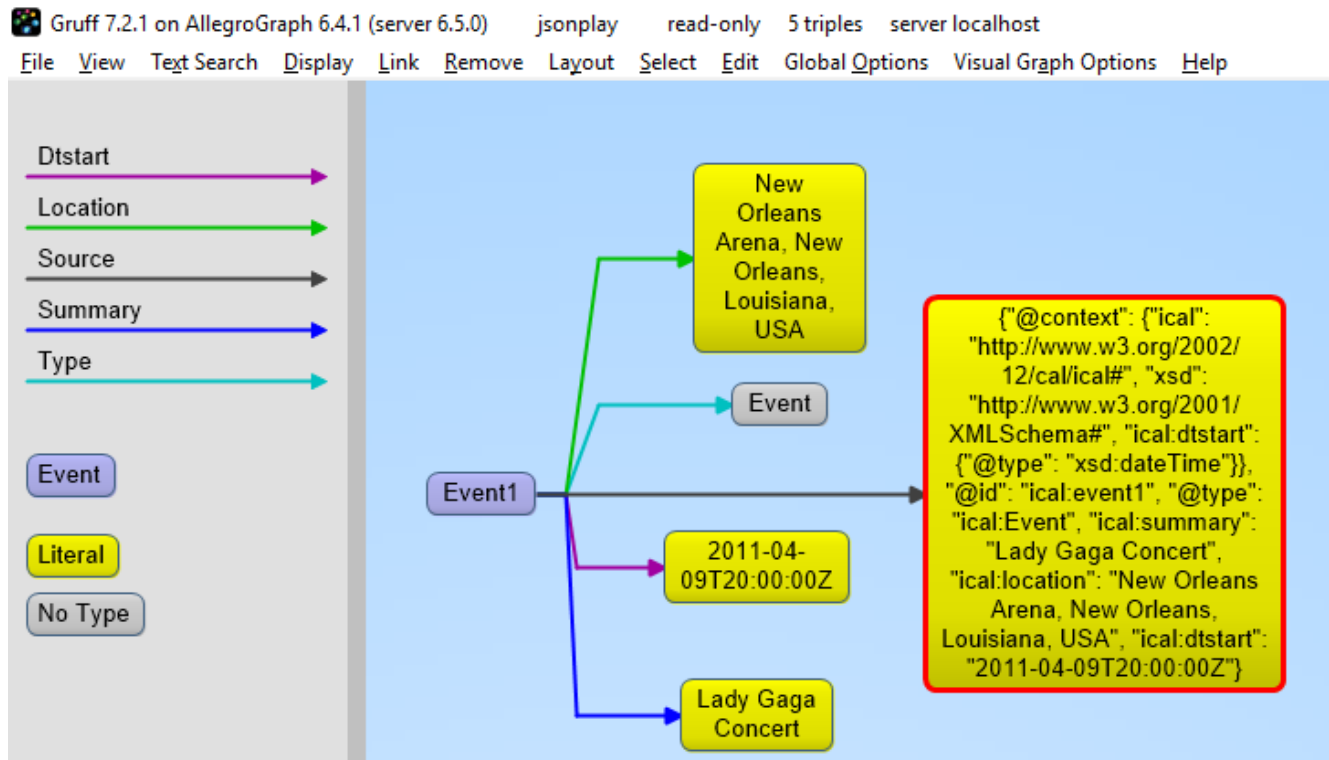 Gruff 7.2.1 on AllegroGraph 6.4.1 (server 6.5.0) jsonplay read-only 5 triples server localhost
File View Text Search Display Link Remove Layout Select Edit Global Options Visual Graph Options Help
Dtstart
Location
Source
Summary
Type
Event
Literal
No Type
Event1
New
Orleans
Arena, New
Orleans,
Louisiana,
USA
Event
2011-04-
09T20:00:00Z
Lady Gaga
Concert
{"@context": {"ical":
"http://www.w3.org/2002/
12/cal/ical#", "xsd":
"http://www.w3.org/2001/
XMLSchema#", "ical:dtstart":
{"@type": "xsd:dateTime"}},
"@id": "ical:event1", "@type":
"ical:Event", "ical:summary":
"Lady Gaga Concert",
"ical:location": "New Orleans
Arena, New Orleans,
Louisiana, USA", "ical:dtstart":
"2011-04-09T20:00:00Z"}